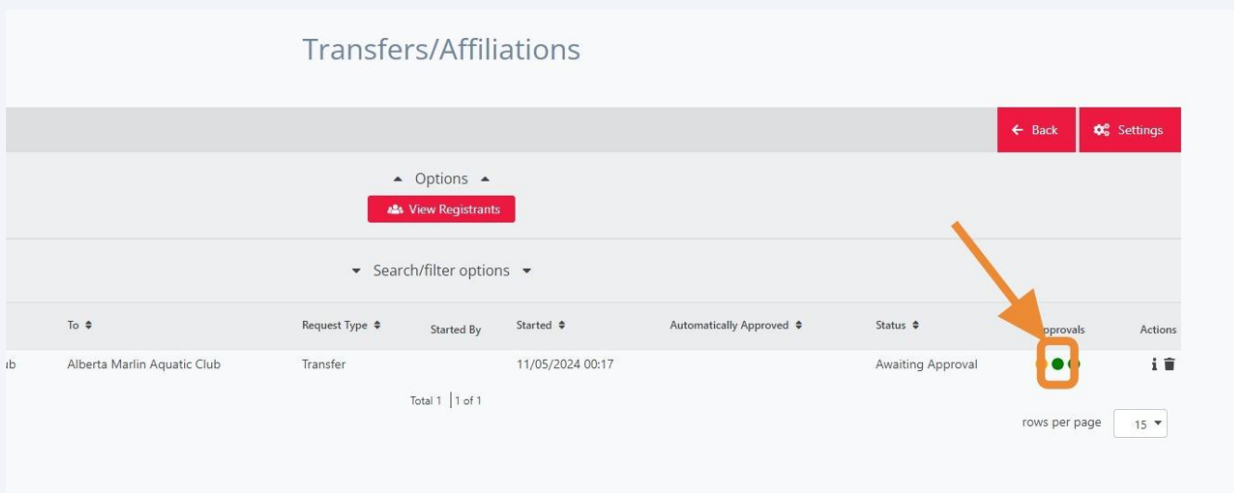 Transfers/Affiliations
Back Settings
Options
View Registrants
Search/filter options
To Request Type Started By Started Automatically Approved Status pprovals Actions
ub Alberta Marlin Aquatic Club Transfer 11/05/2024 00:17 Awaiting Approval
Total 1 | 1 of 1
rows per page 15